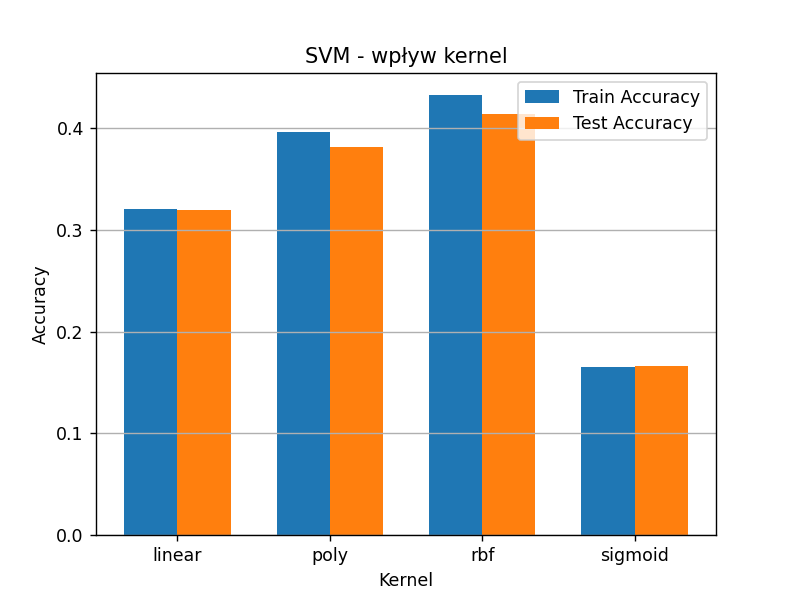 SVM - wpływ kernel
Train Accuracy
Test Accuracy
Accuracy
0.4
0.3
0.2
0.1
0.0
linear
poly
rbf
sigmoid
Kernel